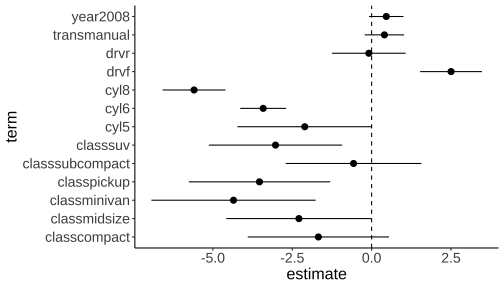 year2008
transmanual
drvr
drvf
cyl8
cyl6
cyl5
classsuv
classsubcompact
classpickup
classminivan
classmidsize
classcompact
term
-5.0 -2.5 0.0 2.5
estimate